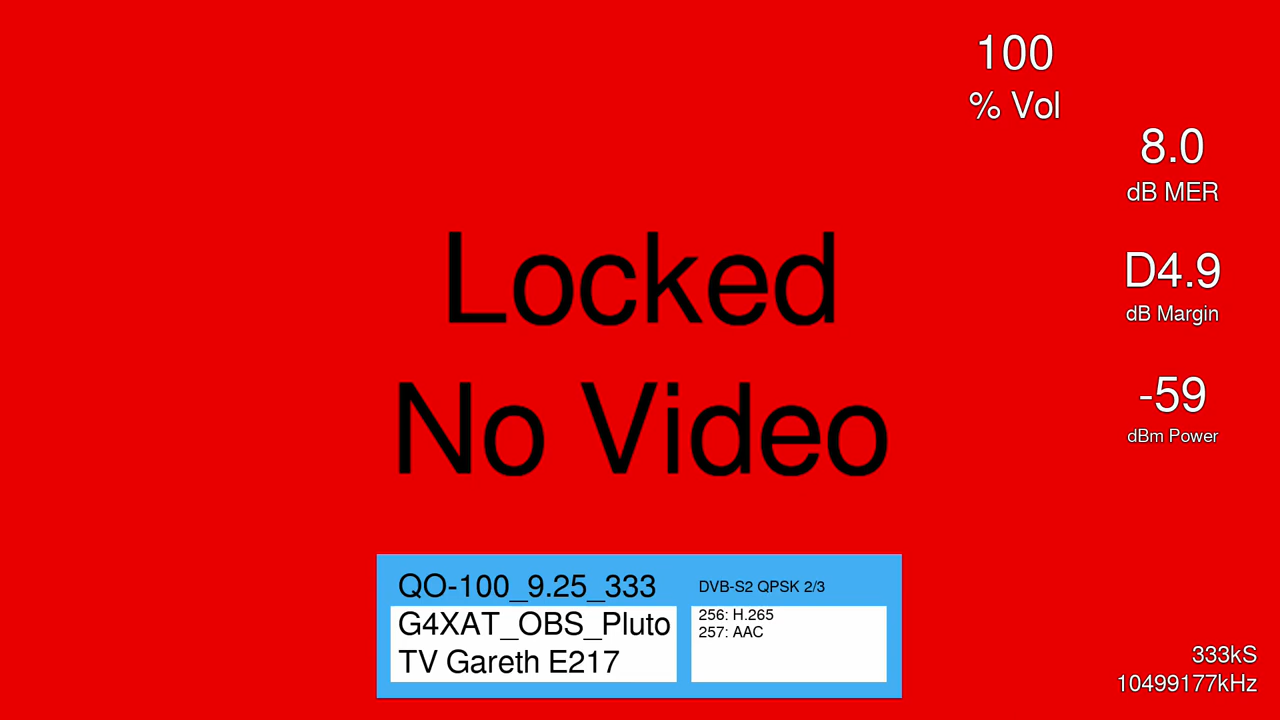 100
% Vol
8.0
dB MER
D4.9
dB Margin
-59
dBm Power
Locked
No Video
QO-100_9.25_333
G4XAT_OBS_Pluto
TV Gareth E217
DVB-S2 QPSK 2/3
256: H.265
257: AAC
333kS
10499177kHz